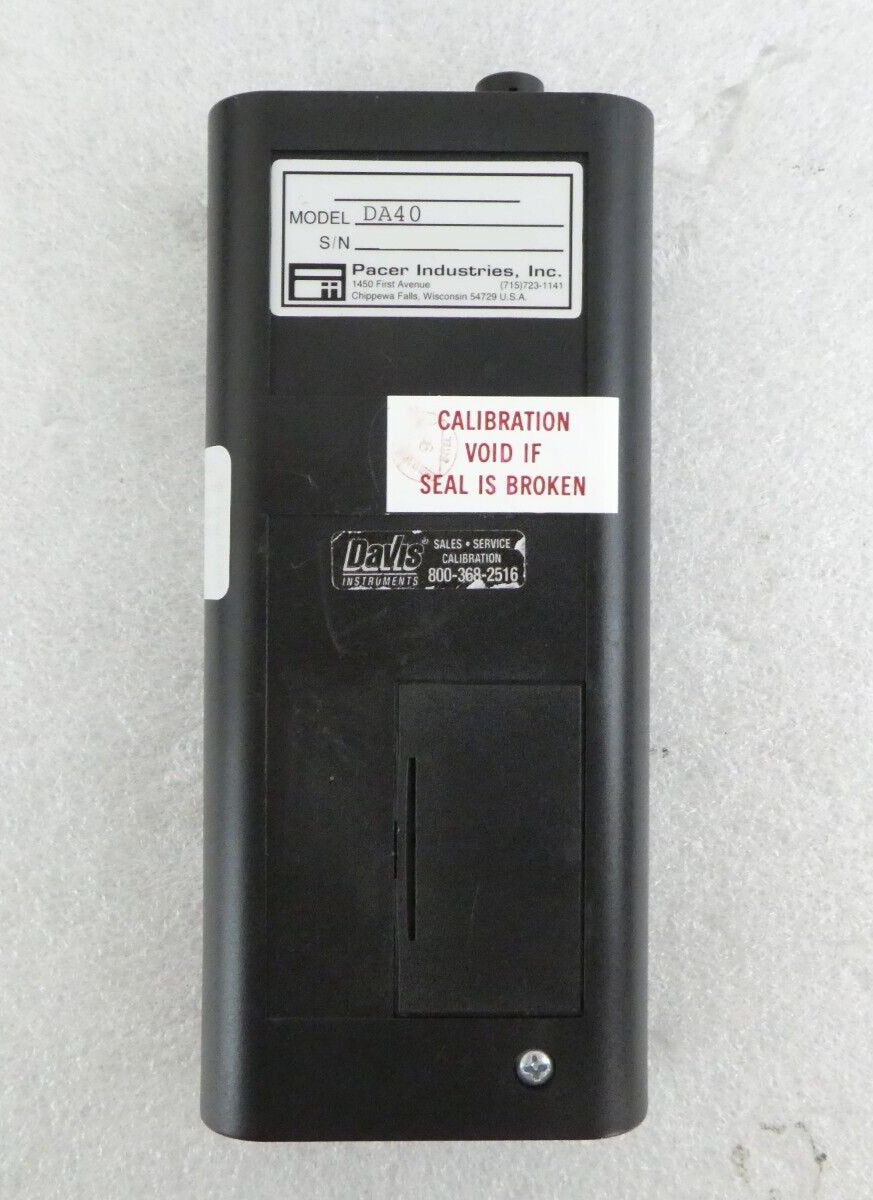 MODEL DA40
S/N
Pacer Industries, Inc.
1450 First Avenue (715)723-1141
Chippewa Falls, Wisconsin 54729 U.S.A.
CALIBRATION
VOID IF
SEAL IS BROKEN
Davis® SALES • SERVICE
CALIBRATION
INSTRUMENTS 800-368-2516